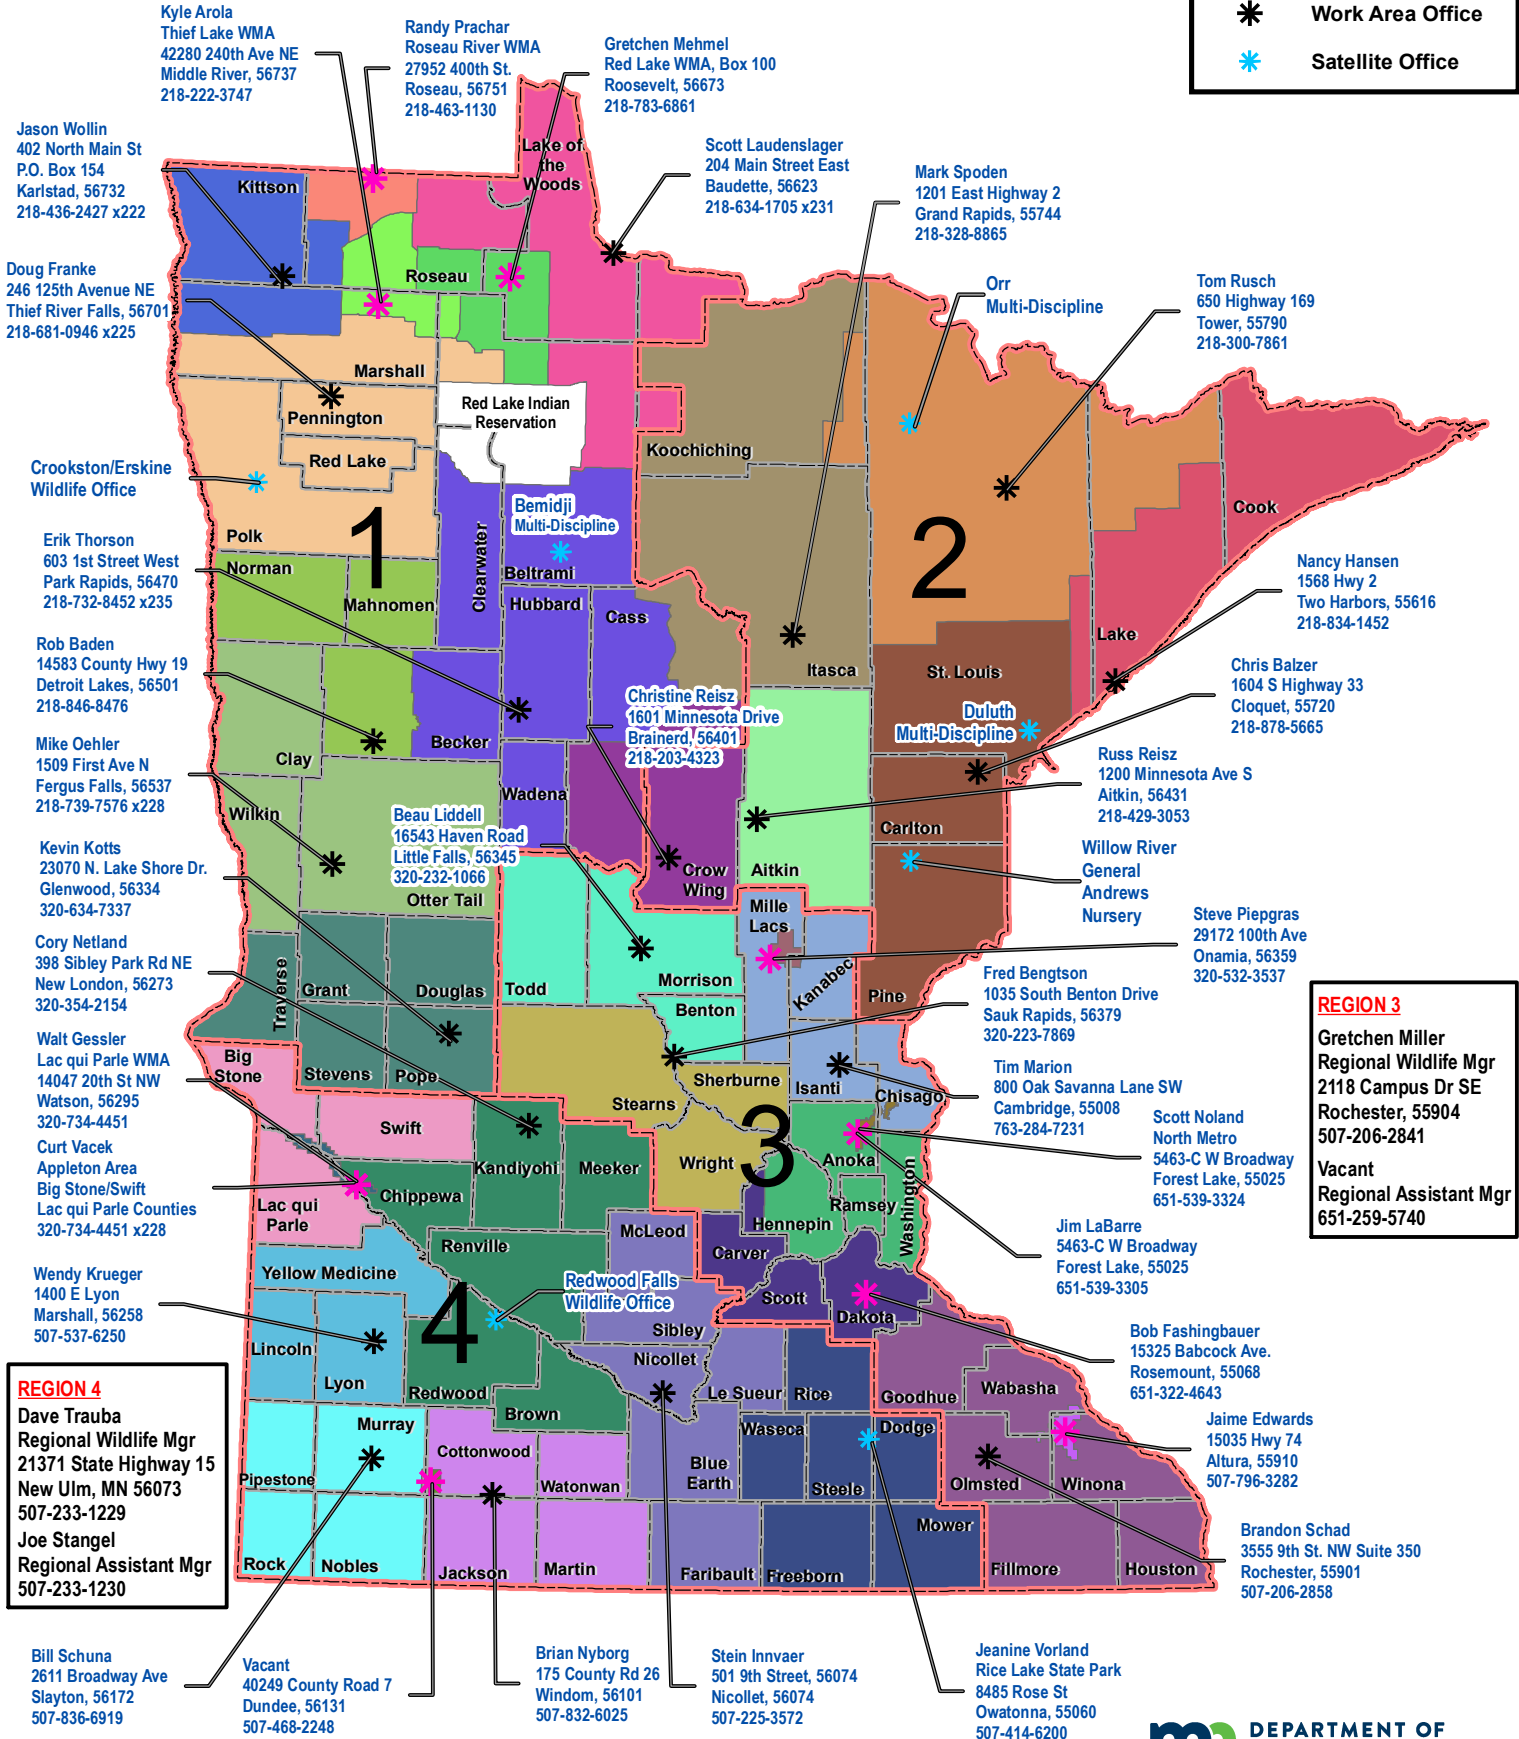 Work Area Office
Satellite Office
Kyle Arola
Thief Lake WMA
42280 240th Ave NE
Middle River, 56737
218-222-3747
Randy Prachar
Roseau River WMA
27952 400th St.
Roseau, 56751
218-463-1130
Gretchen Mehmel
Red Lake WMA, Box 100
Roosevelt, 56673
218-783-6861
Jason Wollin
402 North Main St
P.O. Box 154
Karlstad, 56732
218-436-2427 x222
Scott Laudenslager
204 Main Street East
Baudette, 56623
218-634-1705 x231
Mark Spoden
1201 East Highway 2
Grand Rapids, 55744
218-328-8865
Doug Franke
246 125th Avenue NE
Thief River Falls, 56701
218-681-0946 x225
Orr
Multi-Discipline
Tom Rusch
650 Highway 169
Tower, 55790
218-300-7861
Crookston/Erskine
Wildlife Office
Bemidji
Multi-Discipline
Erik Thorson
603 1st Street West
Park Rapids, 56470
218-732-8452 x235
Nancy Hansen
1568 Hwy 2
Two Harbors, 55616
218-834-1452
Rob Baden
14583 County Hwy 19
Detroit Lakes, 56501
218-846-8476
Chris Balzer
1604 S Highway 33
Cloquet, 55720
218-878-5665
Christine Reisz
1601 Minnesota Drive
Brainerd, 56401
218-203-4323
Duluth
Multi-Discipline
Mike Oehler
1509 First Ave N
Fergus Falls, 56537
218-739-7576 x228
Russ Reisz
1200 Minnesota Ave S
Aitkin, 56431
218-429-3053
Beau Liddell
16543 Haven Road
Little Falls, 56345
320-232-1066
Kevin Kotts
23070 N. Lake Shore Dr.
Glenwood, 56334
320-634-7337
Willow River
General
Andrews
Nursery
Cory Netland
398 Sibley Park Rd NE
New London, 56273
320-354-2154
Steve Piepgras
29172 100th Ave
Onamia, 56359
320-532-3537
Fred Bengtson
1035 South Benton Drive
Sauk Rapids, 56379
320-223-7869
Walt Gessler
Lac qui Parle WMA
14047 20th St NW
Watson, 56295
320-734-4451
Tim Marion
800 Oak Savanna Lane SW
Cambridge, 55008
763-284-7231
Curt Vacek
Appleton Area
Big Stone/Swift
Lac qui Parle Counties
320-734-4451 x228
Scott Noland
North Metro
5463-C W Broadway
Forest Lake, 55025
651-539-3324
REGION 3
Gretchen Miller
Regional Wildlife Mgr
2118 Campus Dr SE
Rochester, 55904
507-206-2841
Vacant
Regional Assistant Mgr
651-259-5740
Jim LaBarre
5463-C W Broadway
Forest Lake, 55025
651-539-3305
Wendy Krueger
1400 E Lyon
Marshall, 56258
507-537-6250
Redwood Falls
Wildlife Office
Bob Fashingbauer
15325 Babcock Ave.
Rosemount, 55068
651-322-4643
REGION 4
Dave Trauba
Regional Wildlife Mgr
21371 State Highway 15
New Ulm, MN 56073
507-233-1229
Joe Stangel
Regional Assistant Mgr
507-233-1230
Jaime Edwards
15035 Hwy 74
Altura, 55910
507-796-3282
Brandon Schad
3555 9th St. NW Suite 350
Rochester, 55901
507-206-2858
Bill Schuna
2611 Broadway Ave
Slayton, 56172
507-836-6919
Vacant
40249 County Road 7
Dundee, 56131
507-468-2248
Brian Nyborg
175 County Rd 26
Windom, 56101
507-832-6025
Stein Innvaer
501 9th Street, 56074
Nicollet, 56074
507-225-3572
Jeanine Vorland
Rice Lake State Park
8485 Rose St
Owatonna, 55060
507-414-6200
DEPARTMENT OF
Kittson
Lake of
the
Woods
Roseau
Marshall
Pennington
Red Lake Indian
Reservation
Red Lake
Koochiching
Polk
1
2
Cook
Norman
Mahnomen
Clearwater
Beltrami
Hubbard
Cass
Itasca
Lake
St. Louis
Clay
Becker
Wadena
Wilkin
Otter Tail
Crow
Wing
Aitkin
Carlton
Mille
Lacs
Traverse
Grant
Douglas
Todd
Morrison
Kanabec
Pine
Benton
Big
Stone
Stevens
Pope
Stearns
Sherburne
Isanti
Chisago
3
Swift
Kandiyohi
Meeker
Wright
Anoka
Chippewa
Lac qui
Parle
Ramsey
Washington
Hennepin
McLeod
Renville
Carver
Yellow Medicine
4
Scott
Dakota
Sibley
Lincoln
Lyon
Redwood
Nicollet
Le Sueur
Rice
Goodhue
Wabasha
Brown
Murray
Cottonwood
Waseca
Dodge
Pipestone
Watonwan
Blue
Earth
Steele
Olmsted
Winona
Rock
Nobles
Jackson
Martin
Faribault
Freeborn
Mower
Fillmore
Houston